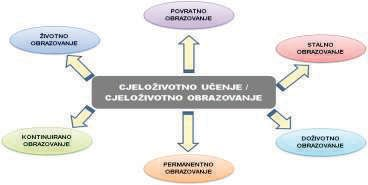 POVRATNO
OBRAZOVANJE
ŽIVOTNO
OBRAZOVANJE
STALNO
OBRAZOVANJE
CJELOŽIVOTNO UČENJE /
CJELOŽIVOTNO OBRAZOVANJE
KONTINUIRANO
OBRAZOVANJE
DOŽIVOTNO
OBRAZOVANJE
PERMANENTNO
OBRAZOVANJE